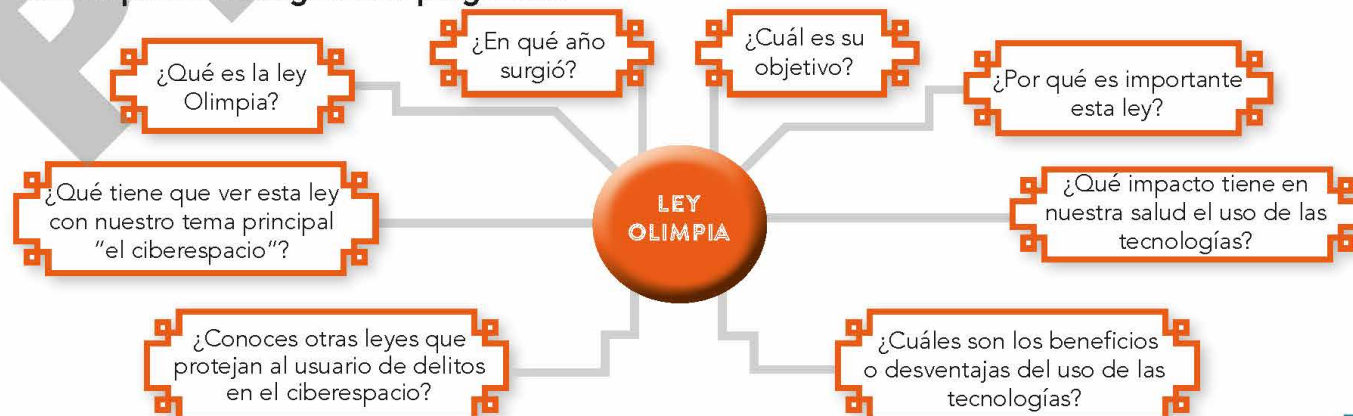 ¿Qué es la ley
Olimpia?
¿En qué año
surgió?
¿Cuál es su
objetivo?
¿Por qué es importante
esta ley?
¿Qué tiene que ver esta ley
con nuestro tema principal
"el ciberespacio"?
LEY
OLIMPIA
¿Qué impacto tiene en
nuestra salud el uso de las
tecnologías?
¿Conoces otras leyes que
protejan al usuario de delitos
en el ciberespacio?
¿Cuáles son los beneficios
o desventajas del uso de las
tecnologías?